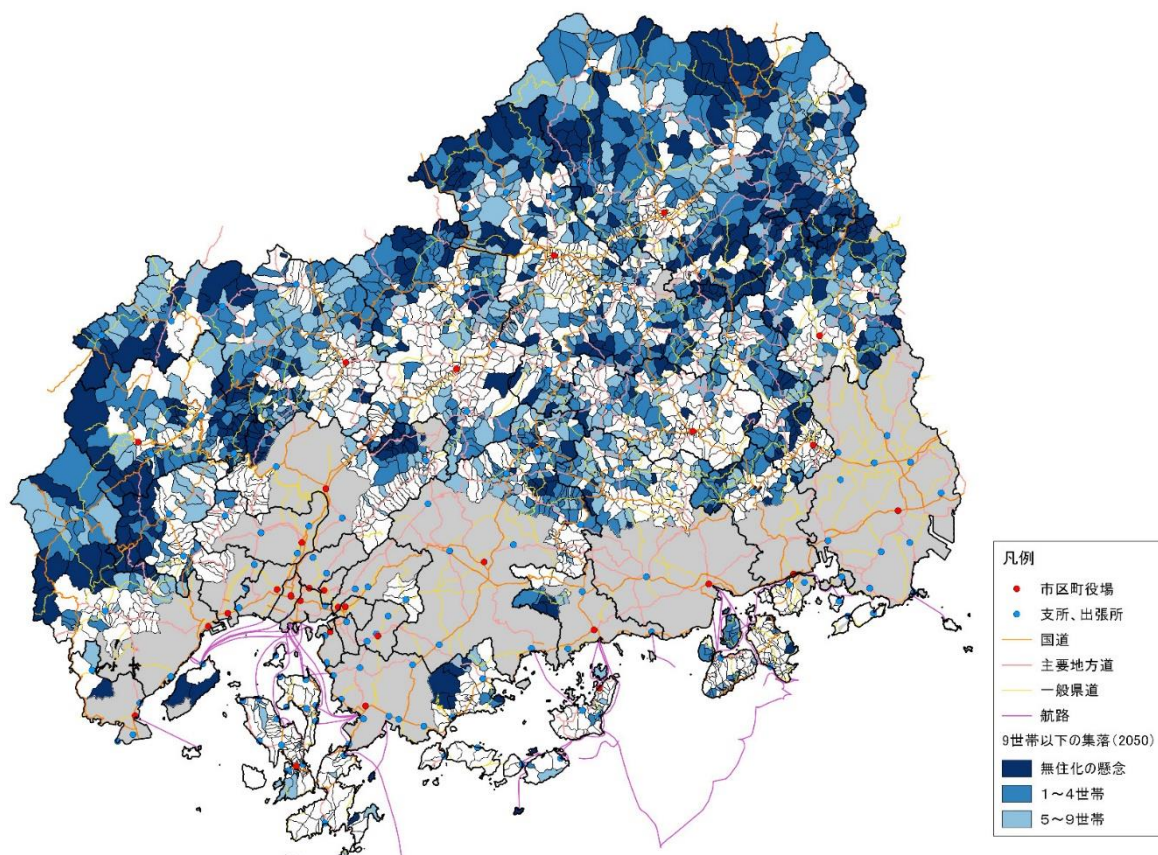 凡例
市区町役場
支所、出張所
国道
主要地方道
一般県道
航路
9世帯以下の集落(2050)
無住化の懸念
1~4世帯
5~9世帯